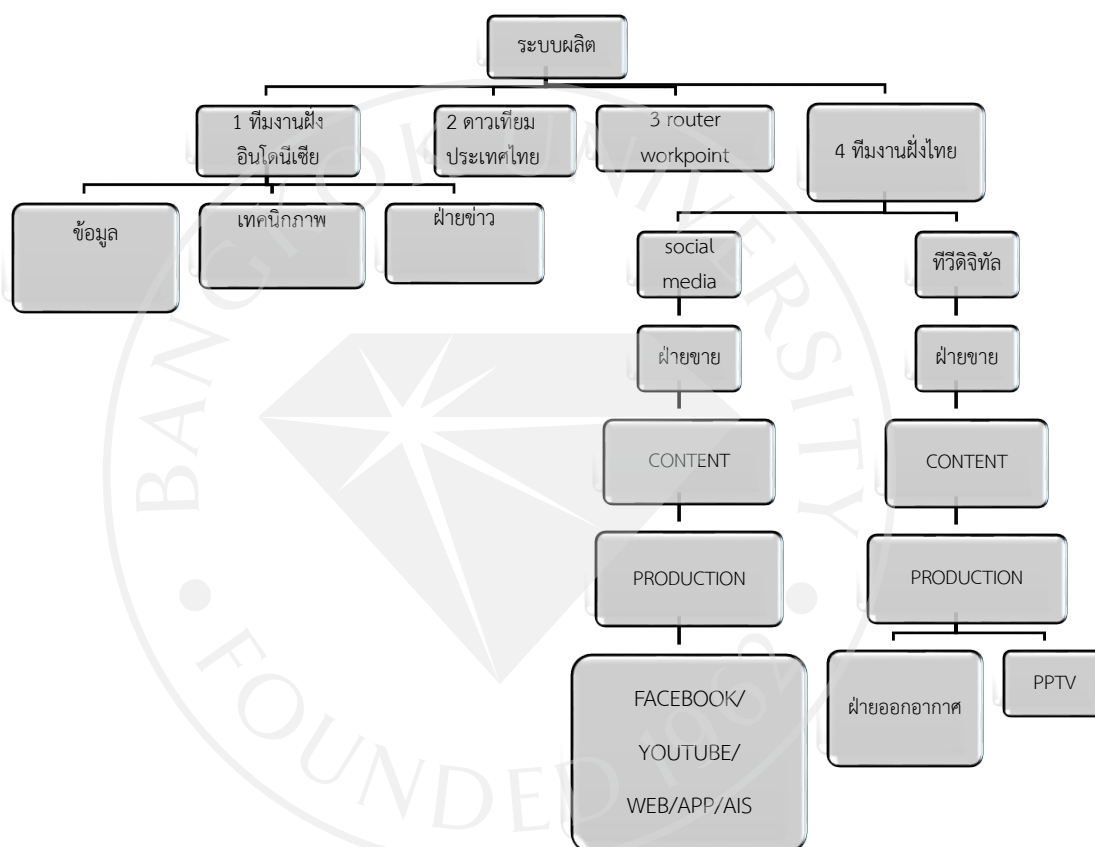 ระบบผลิต
1 ทีมงานฝั่ง
อินโดนีเซีย
2 ดาวเทียม
ประเทศไทย
3 router
workpoint
4 ทีมงานฝั่งไทย
ข้อมูล
เทคนิกภาพ
ฝ่ายข่าว
social
media
ทีวีดิจิทัล
ฝ่ายขาย
ฝ่ายขาย
CONTENT
CONTENT
PRODUCTION
PRODUCTION
FACEBOOK/
YOUTUBE/
WEB/APP/AIS
ฝ่ายออกอากาศ
PPTV
BANGKOK UNIVERSITY
FOUNDED 1962